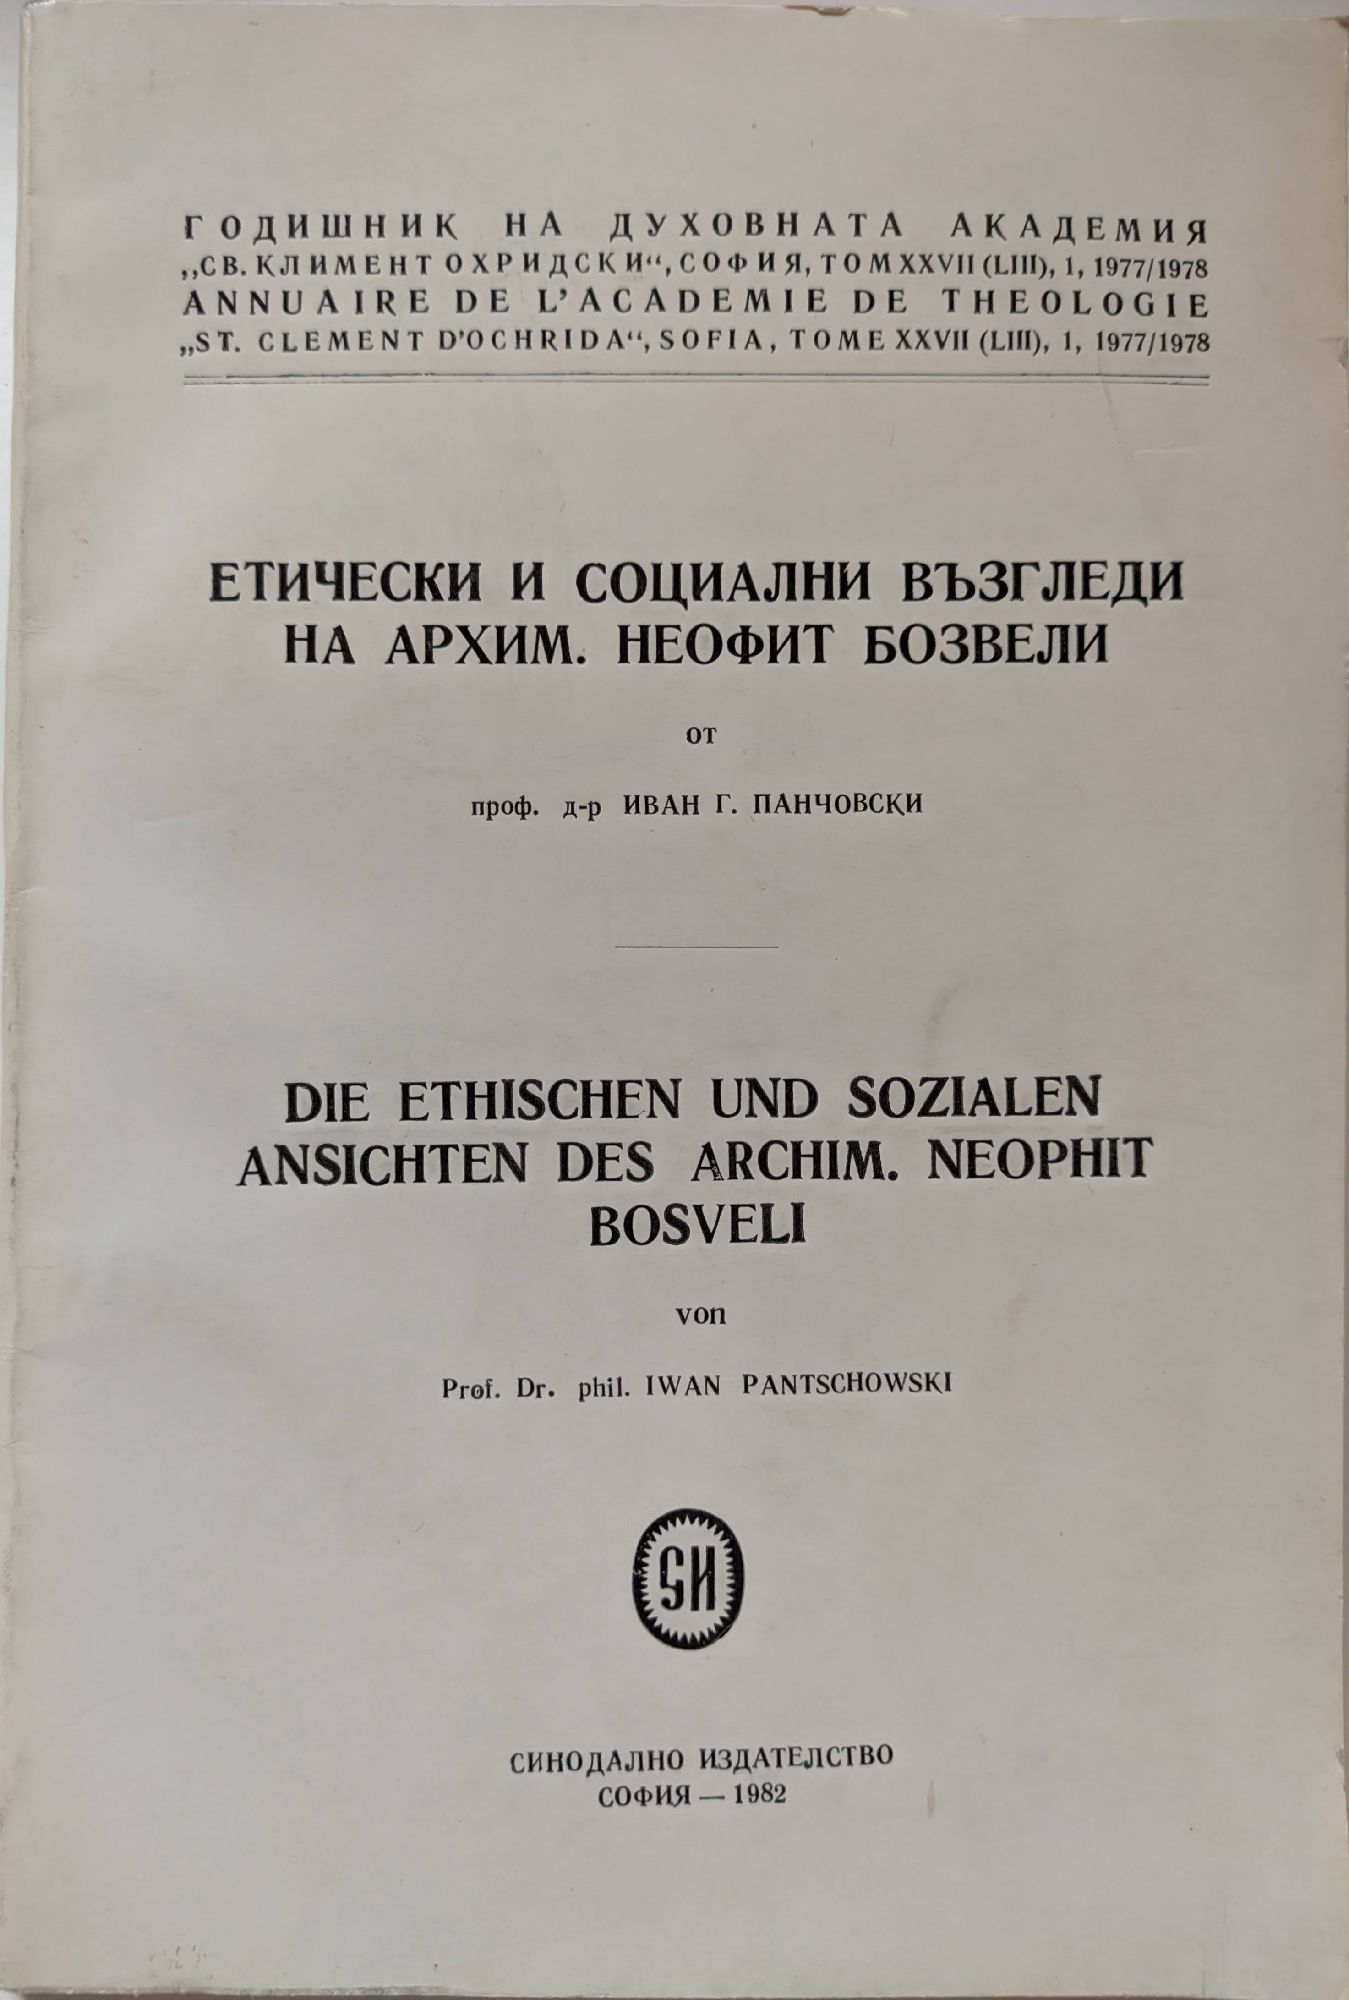 ГОДИШНИК НА ДУХОВНАТА АКАДЕМИЯ
„СВ. КЛИМЕНТ ОХРИДСКИ“, СОФИЯ, ТОМ XXVII (LIII), 1, 1977/1978
ANNUAIRE DE L’ACADEMIE DE THEOLOGIE
„ST. CLEMENT D’OCHRIDA“, SOFIA, TOME XXVII (LIII), 1, 1977/1978
ЕТИЧЕСКИ И СОЦИАЛНИ ВЪЗГЛЕДИ
НА АРХИМ. НЕОФИТ БОЗВЕЛИ
от
проф. д-р ИВАН Г. ПАНЧОВСКИ
DIE ETHISCHEN UND SOZIALEN
ANSICHTEN DES ARCHIM. NEOPHIT
BOSVELI
von
Prof. Dr. phil. IWAN PANTSCHOWSKI
СИ
СИНОДАЛНО ИЗДАТЕЛСТВО
СОФИЯ — 1982